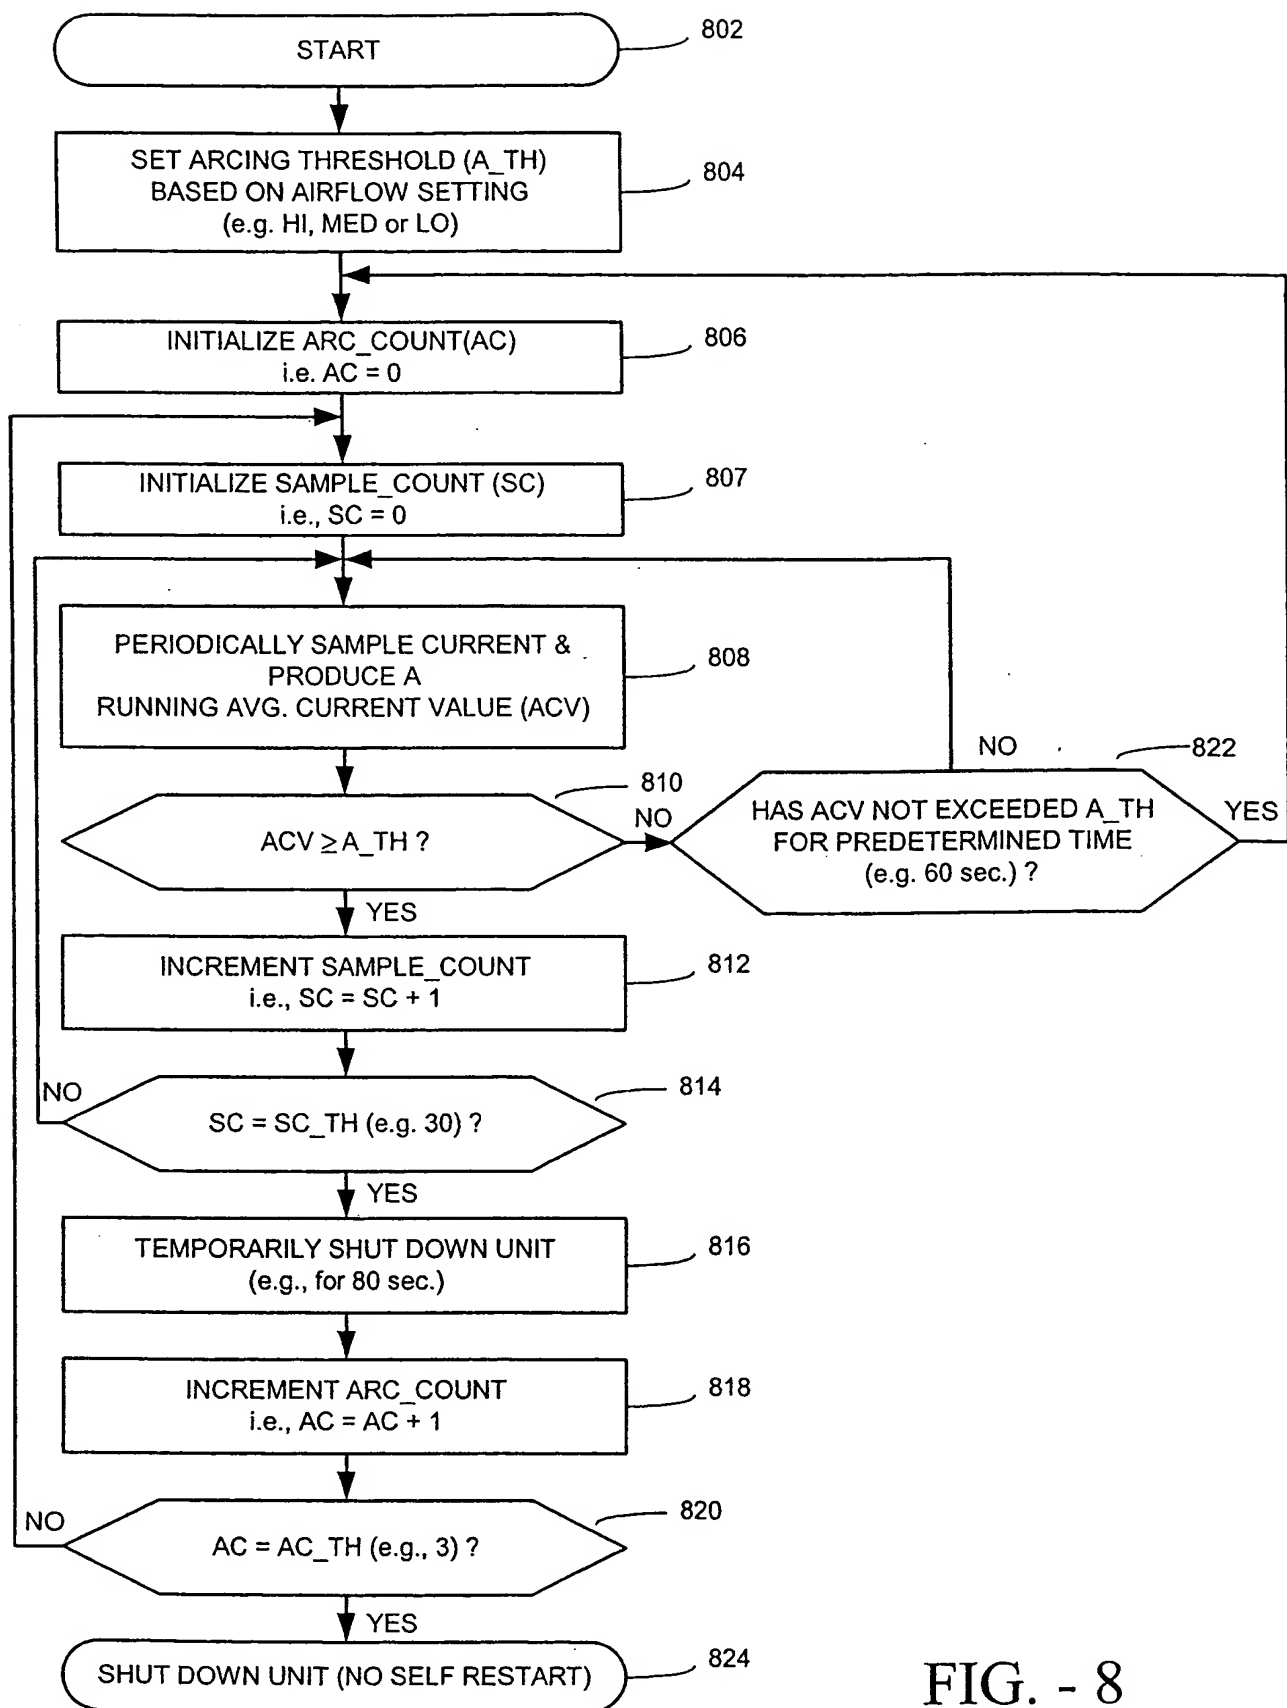 START
802
SET ARCING THRESHOLD (A_TH)
BASED ON AIRFLOW SETTING
(e.g. HI, MED or LO)
804
INITIALIZE ARC_COUNT(AC)
i.e. AC = 0
806
INITIALIZE SAMPLE_COUNT (SC)
i.e., SC = 0
807
PERIODICALLY SAMPLE CURRENT &
PRODUCE A
RUNNING AVG. CURRENT VALUE (ACV)
808
ACV ≥ A_TH ?
810
NO
HAS ACV NOT EXCEEDED A_TH
FOR PREDETERMINED TIME
(e.g. 60 sec.) ?
NO
822
YES
YES
INCREMENT SAMPLE_COUNT
i.e., SC = SC + 1
812
NO
SC = SC_TH (e.g. 30) ?
814
YES
TEMPORARILY SHUT DOWN UNIT
(e.g., for 80 sec.)
816
INCREMENT ARC_COUNT
i.e., AC = AC + 1
818
NO
AC = AC_TH (e.g., 3) ?
820
YES
SHUT DOWN UNIT (NO SELF RESTART)
824
FIG. - 8